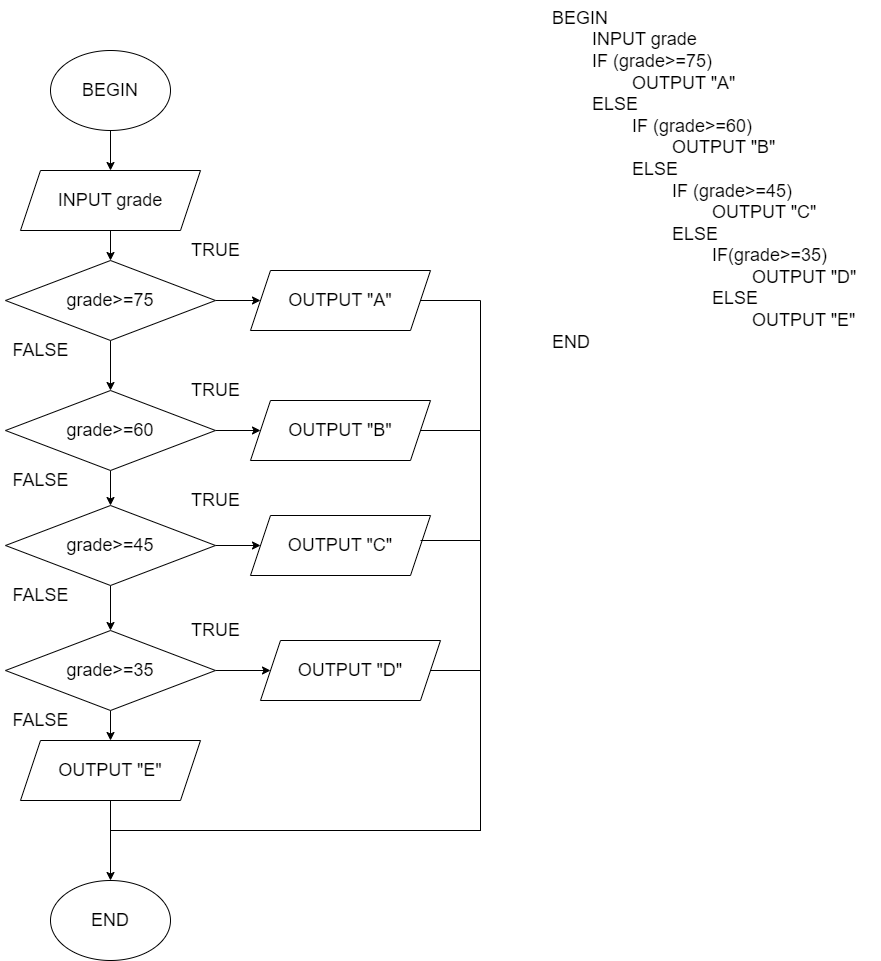 BEGIN
INPUT grade
TRUE
grade>=75
OUTPUT "A"
FALSE
TRUE
grade>=60
OUTPUT "B"
FALSE
TRUE
grade>=45
OUTPUT "C"
FALSE
TRUE
grade>=35
OUTPUT "D"
FALSE
OUTPUT "E"
END
BEGIN
INPUT grade
IF (grade>=75)
OUTPUT "A"
ELSE
IF (grade>=60)
OUTPUT "B"
ELSE
IF (grade>=45)
OUTPUT "C"
ELSE
IF(grade>=35)
OUTPUT "D"
ELSE
OUTPUT "E"
END